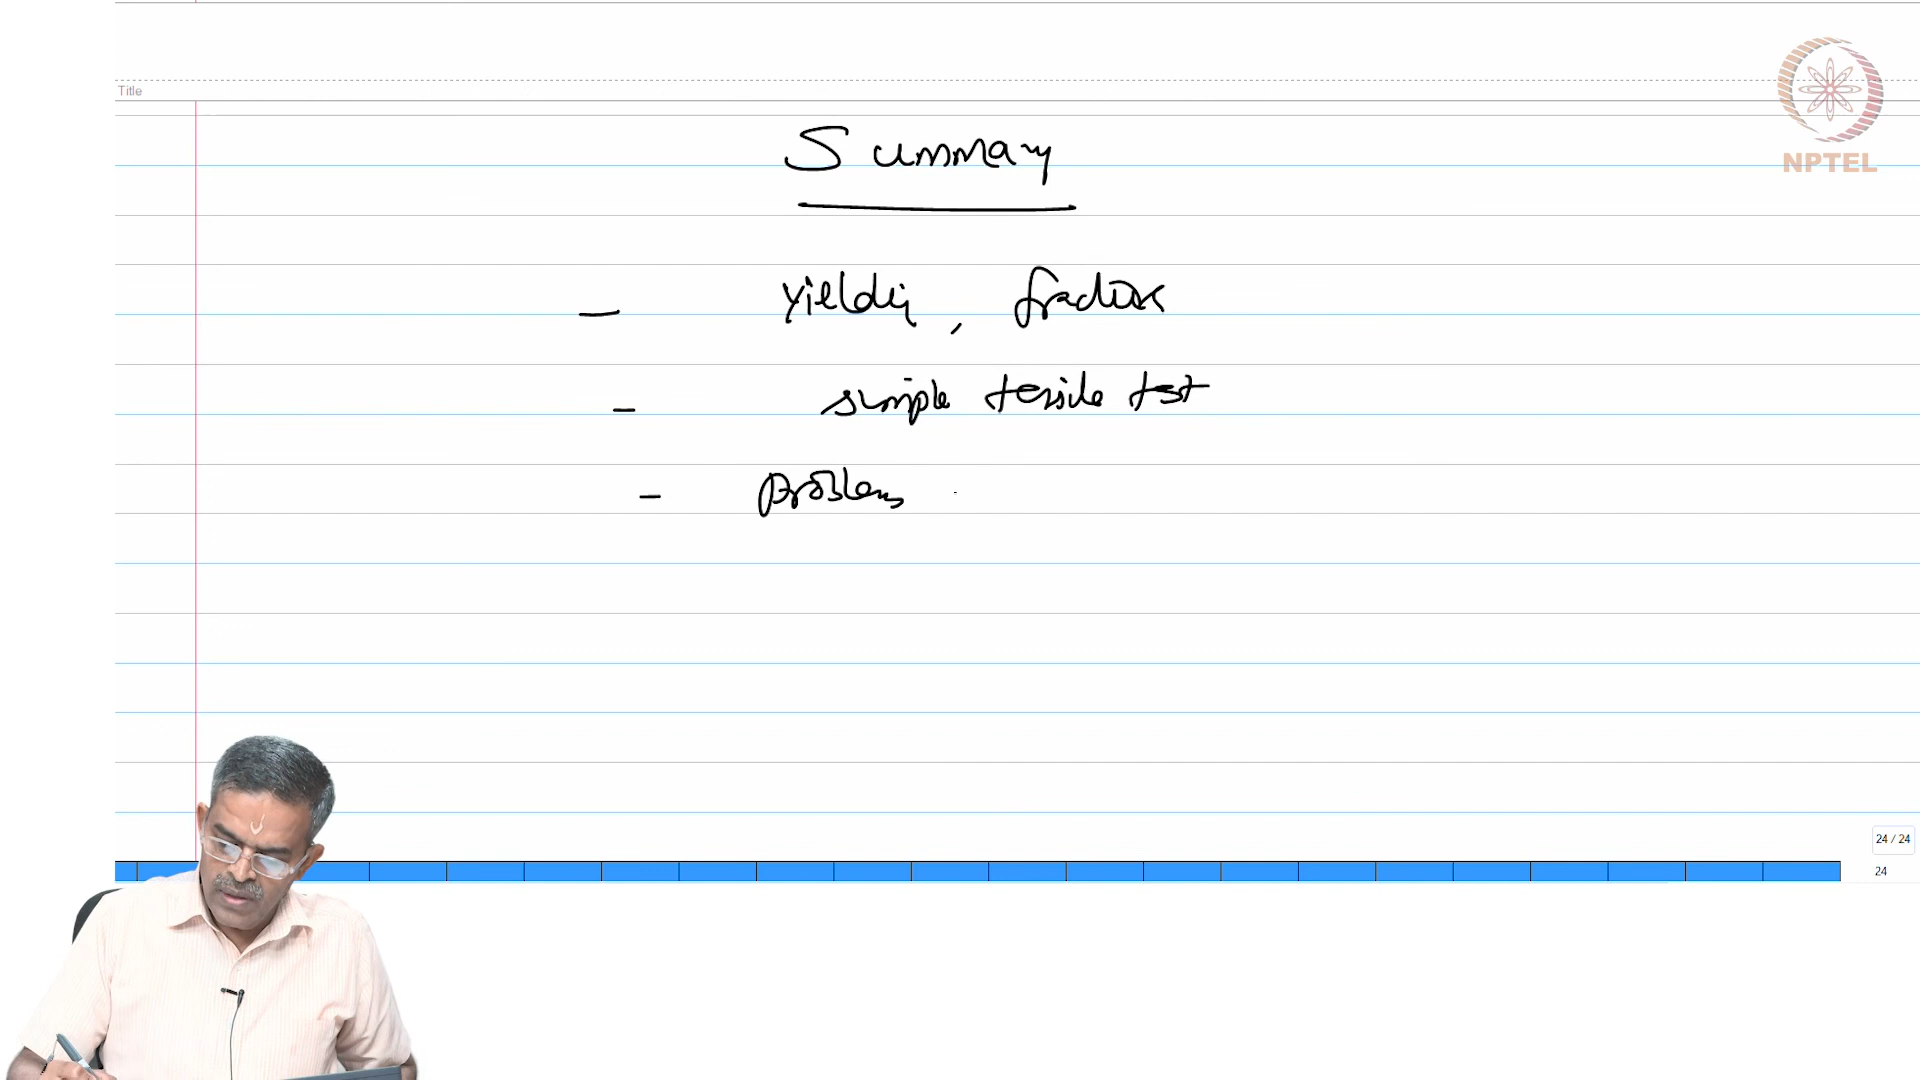 Title
Summary
- Yielding, fracture
- simple tensile test
- problems
NPTEL
24 / 24
24